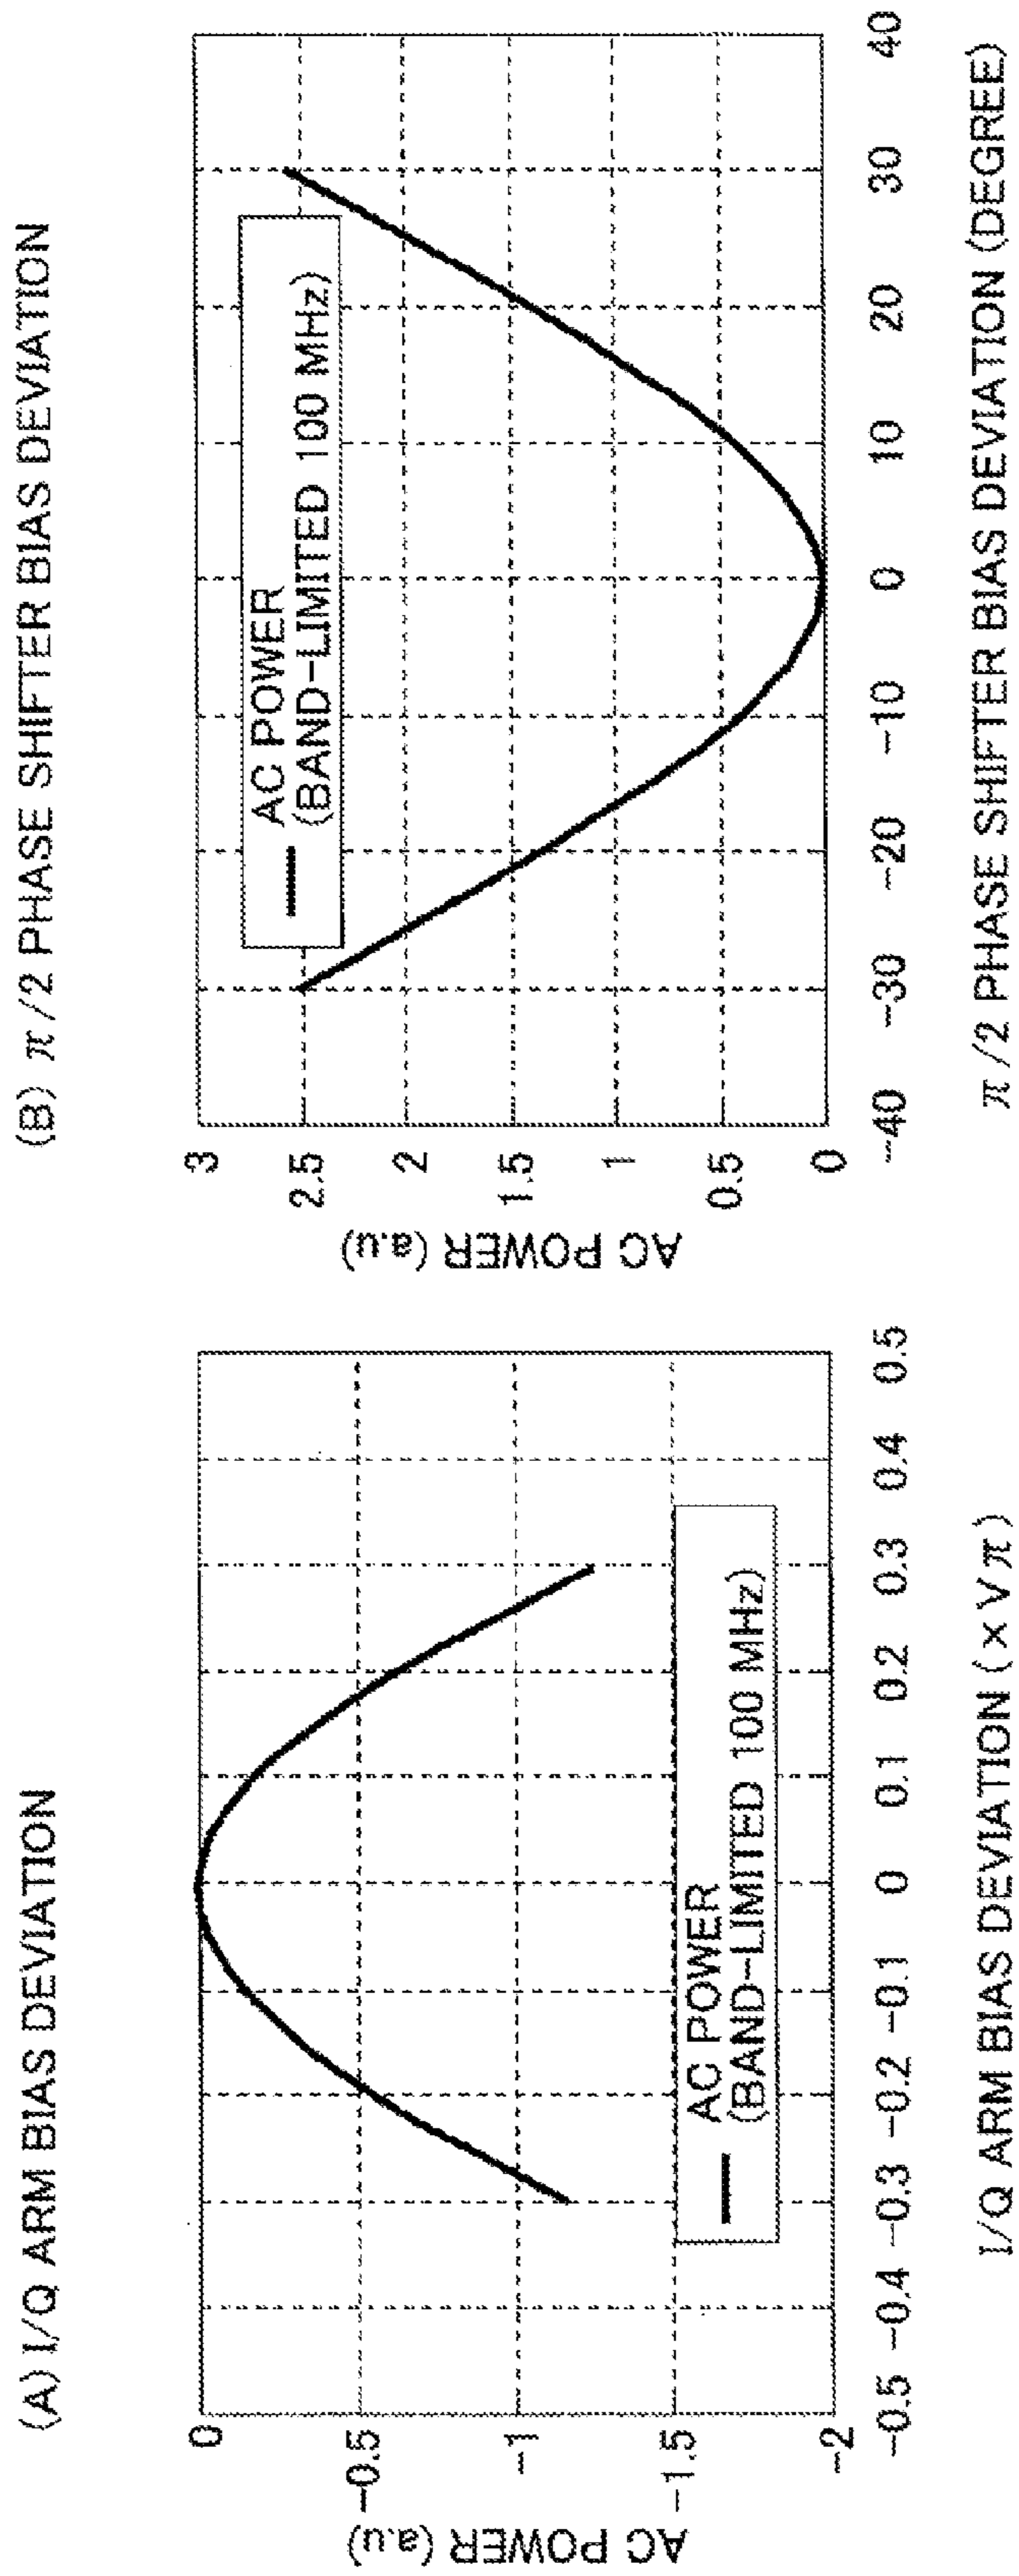 (A) I/Q ARM BIAS DEVIATION
AC POWER (a.u)
0
-0.5
-1
-1.5
-2
AC POWER
(BAND-LIMITED 100 MHz)
-0.5 -0.4 -0.3 -0.2 -0.1 0 0.1 0.2 0.3 0.4 0.5
I/Q ARM BIAS DEVIATION (×Vπ)
(B) π/2 PHASE SHIFTER BIAS DEVIATION
AC POWER (a.u)
3
2.5
2
1.5
1
0.5
0
AC POWER
(BAND-LIMITED 100 MHz)
-40 -30 -20 -10 0 10 20 30 40
π/2 PHASE SHIFTER BIAS DEVIATION (DEGREE)